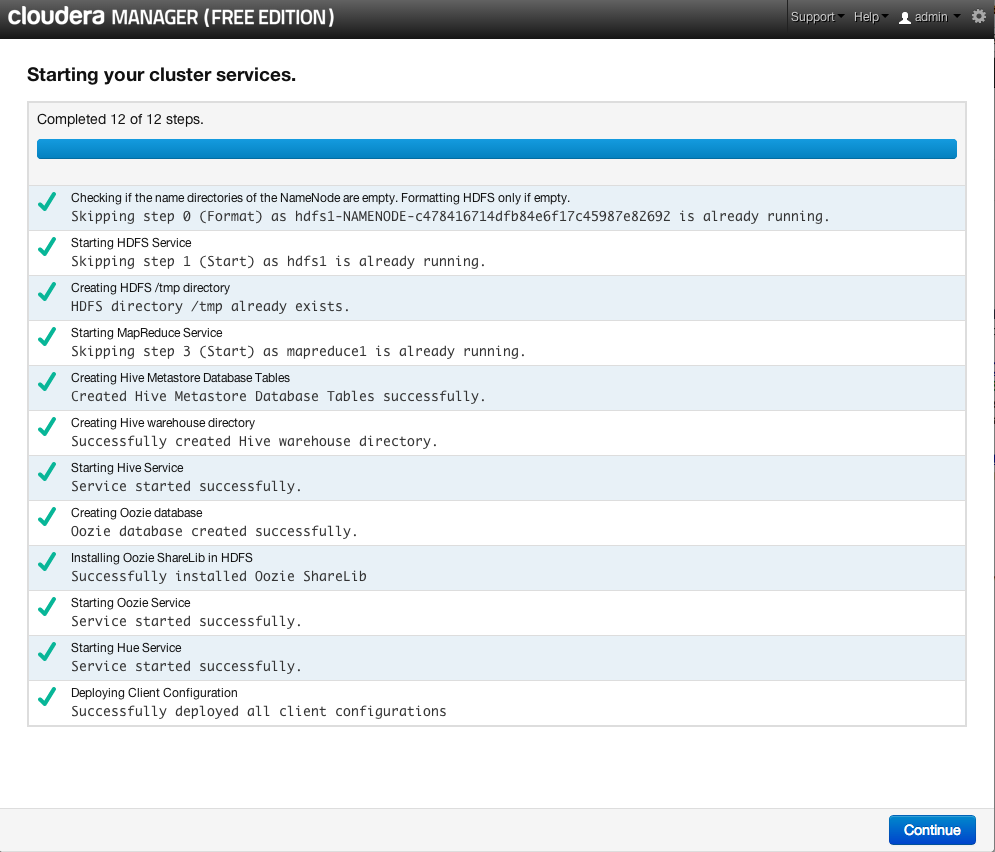 cloudera MANAGER (FREE EDITION)
Support Help admin
Starting your cluster services.
Completed 12 of 12 steps.
Checking if the name directories of the NameNode are empty. Formatting HDFS only if empty.
Skipping step 0 (Format) as hdfs1-NAMENODE-c478416714dfb84e6f17c45987e82692 is already running.
Starting HDFS Service
Skipping step 1 (Start) as hdfs1 is already running.
Creating HDFS /tmp directory
HDFS directory /tmp already exists.
Starting MapReduce Service
Skipping step 3 (Start) as mapreduce1 is already running.
Creating Hive Metastore Database Tables
Created Hive Metastore Database Tables successfully.
Creating Hive warehouse directory
Successfully created Hive warehouse directory.
Starting Hive Service
Service started successfully.
Creating Oozie database
Oozie database created successfully.
Installing Oozie ShareLib in HDFS
Successfully installed Oozie ShareLib
Starting Oozie Service
Service started successfully.
Starting Hue Service
Service started successfully.
Deploying Client Configuration
Successfully deployed all client configurations
Continue